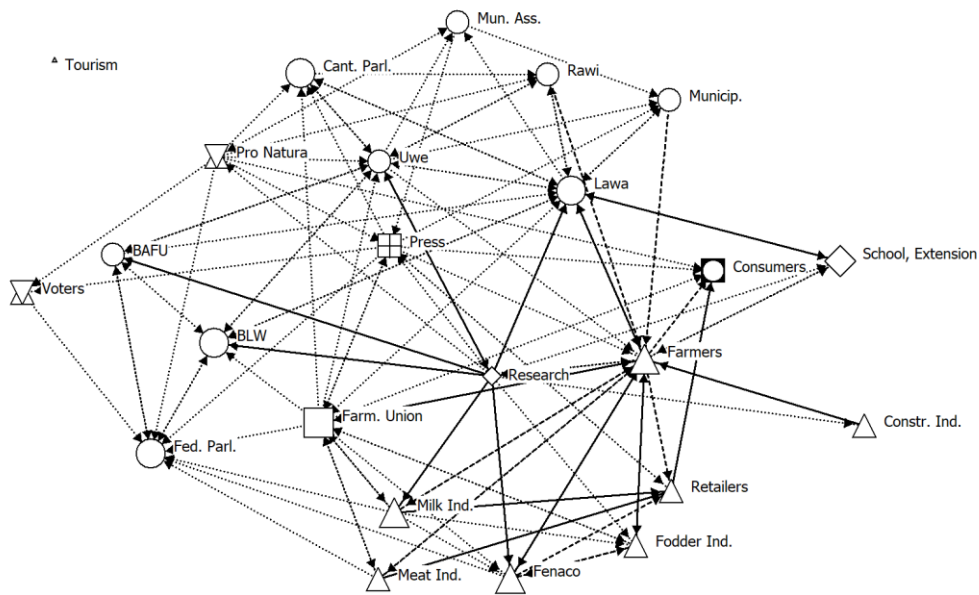 Mun. Ass.
Tourism
Cant. Parl.
Rawi.
Municip.
Pro Natura
Uwe
Lawa
BAFU
Press
School, Extension
Consumers
Voters
BLW
Farmers
Research
Farm. Union
Constr. Ind.
Fed. Parl.
Retailers
Milk Ind.
Fodder Ind.
Meat Ind.
Fenaco